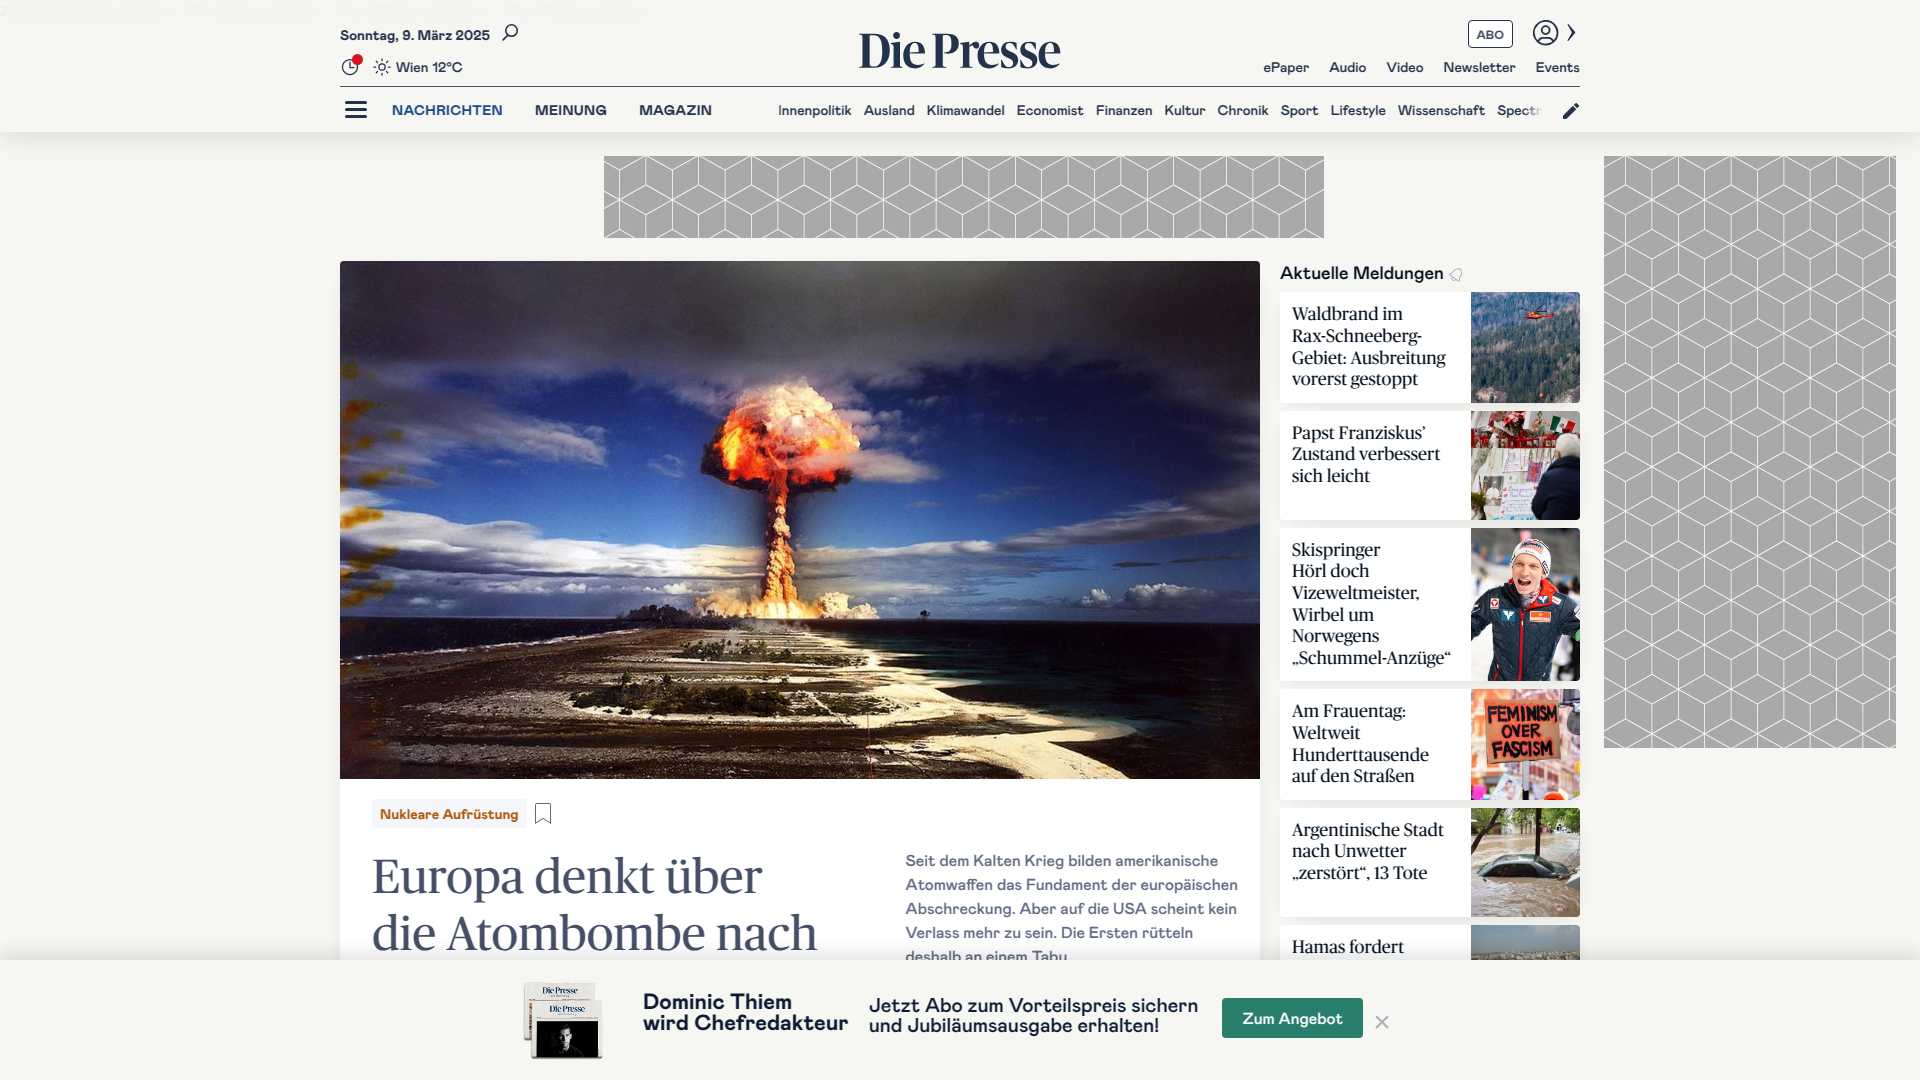 Sonntag, 9. März 2025
Die Presse
ABO
Wien 12°C
ePaper Audio Video Newsletter Events
NACHRICHTEN MEINUNG MAGAZIN
Innenpolitik Ausland Klimawandel Economist Finanzen Kultur Chronik Sport Lifestyle Wissenschaft Spectr
Nukleare Aufrüstung
Europa denkt über
die Atombombe nach
Seit dem Kalten Krieg bilden amerikanische
Atomwaffen das Fundament der europäischen
Abschreckung. Aber auf die USA scheint kein
Verlass mehr zu sein. Die Ersten rütteln
deshalb an einem Tabu
Aktuelle Meldungen
Waldbrand im
Rax-Schneeberg-
Gebiet: Ausbreitung
vorerst gestoppt
Papst Franziskus’
Zustand verbessert
sich leicht
Skispringer
Hörl doch
Vizeweltmeister,
Wirbel um
Norwegens
„Schummel-Anzüge“
Am Frauentag:
Weltweit
Hunderttausende
auf den Straßen
FEMINISM
OVER
FASCISM
Argentinische Stadt
nach Unwetter
„zerstört“, 13 Tote
Hamas fordert
Die Presse
Die Presse
Dominic Thiem
wird Chefredakteur
Jetzt Abo zum Vorteilspreis sichern
und Jubiläumsausgabe erhalten!
Zum Angebot